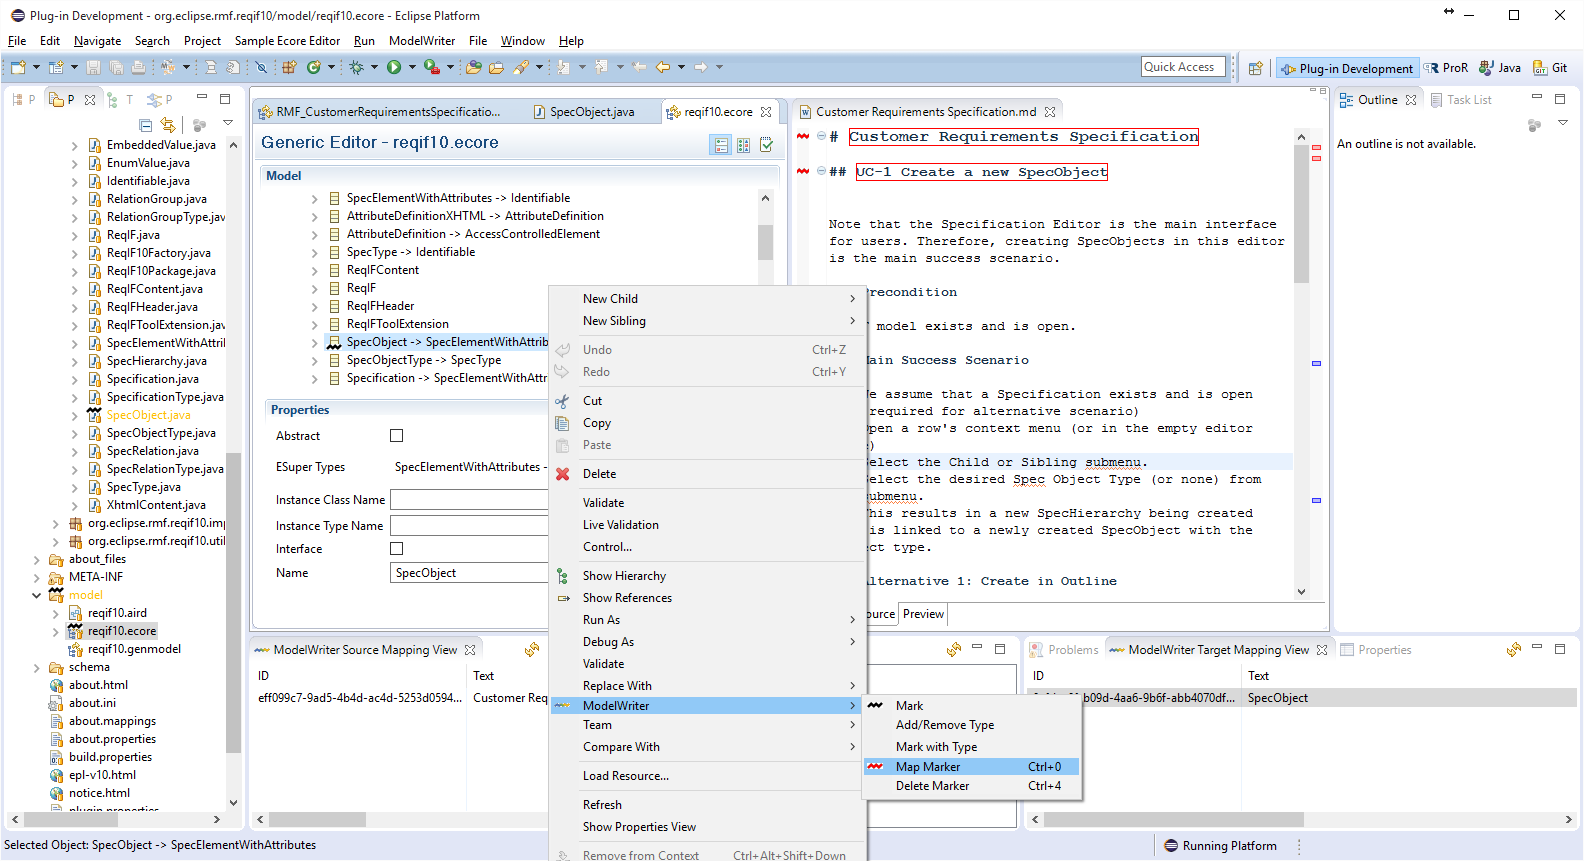 Plug-in Development - org.eclipse.rmf.reqif10/model/reqif10.ecore - Eclipse Platform
File Edit Navigate Search Project Sample Ecore Editor Run ModelWriter File Window Help
Quick Access
Plug-in Development
ProR
Java
Git
P
P
T
P
EmbeddedValue.java
EnumValue.java
Identifiable.java
RelationGroup.java
RelationGroupType.jav
ReqIF.java
ReqIF10Factory.java
ReqIF10Package.java
ReqIFContent.java
ReqIFHeader.java
ReqIFToolExtension.jav
SpecElementWithAttril
SpecHierarchy.java
Specification.java
SpecificationType.java
SpecObject.java
SpecObjectType.java
SpecRelation.java
SpecRelationType.java
SpecType.java
XhtmlContent.java
org.eclipse.rmf.reqif10.imp
org.eclipse.rmf.reqif10.util
about_files
META-INF
model
reqif10.aird
reqif10.ecore
reqif10.genmodel
schema
about.html
about.ini
about.mappings
about.properties
build.properties
epl-v10.html
notice.html
plugin.properties
RMF_CustomerRequirementsSpecificatio...
SpecObject.java
reqif10.ecore
Generic Editor - reqif10.ecore
Model
SpecElementWithAttributes -> Identifiable
AttributeDefinitionXHTML -> AttributeDefinition
AttributeDefinition -> AccessControlledElement
SpecType -> Identifiable
ReqIFContent
ReqIF
ReqIFHeader
ReqIFToolExtension
SpecObject -> SpecElementWithAttrib
SpecObjectType -> SpecType
Specification -> SpecElementWithAttr
Properties
Abstract
ESuper Types SpecElementWithAttributes -
Instance Class Name
Instance Type Name
Interface
Name SpecObject
New Child
New Sibling
Undo Ctrl+Z
Redo Ctrl+Y
Cut
Copy
Paste
Delete
Validate
Live Validation
Control...
Show Hierarchy
Show References
Run As
Debug As
Validate
Replace With
ModelWriter
Team
Compare With
Load Resource...
Refresh
Show Properties View
Remove from Context Ctrl+Alt+Shift+Down
Mark
Add/Remove Type
Mark with Type
Map Marker Ctrl+0
Delete Marker Ctrl+4
Customer Requirements Specification.md
# Customer Requirements Specification
## UC-1 Create a new SpecObject
Note that the Specification Editor is the main interface
for users. Therefore, creating SpecObjects in this editor
is the main success scenario.
recondition
model exists and is open.
ain Success Scenario
e assume that a Specification exists and is open
required for alternative scenario)
pen a row's context menu (or in the empty editor
)
elect the Child or Sibling submenu.
elect the desired Spec Object Type (or none) from
submenu.
his results in a new SpecHierarchy being created
is linked to a newly created SpecObject with the
ct type.
lternative 1: Create in Outline
ource Preview
Outline
Task List
An outline is not available.
ModelWriter Source Mapping View
ID Text
eff099c7-9ad5-4b4d-ac4d-5253d0594... Customer Req
Problems
ModelWriter Target Mapping View
Properties
ID Text
b09d-4aa6-9b6f-abb4070df... SpecObject
Selected Object: SpecObject -> SpecElementWithAttributes
Running Platform